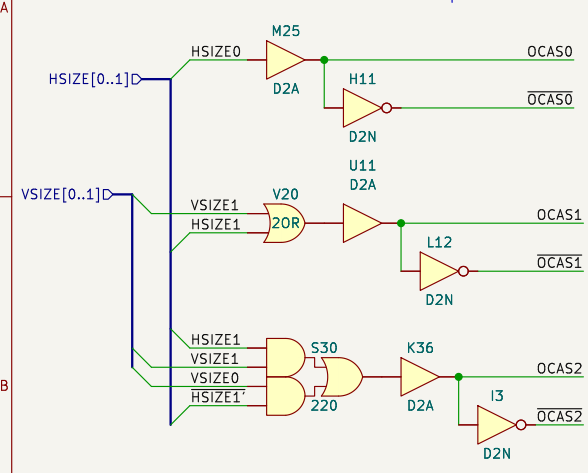 A
M25
HSIZE0
OCAS0
HSIZE[0..1]
D2A
H11
OCAS0
D2N
U11
D2A
VSIZE[0..1]
V20
VSIZE1
OCAS1
2OR
HSIZE1
L12
OCAS1
D2N
HSIZE1
S30
K36
VSIZE1
VSIZE0
OCAS2
B
HSIZE1'
220
D2A
I3
OCAS2
D2N